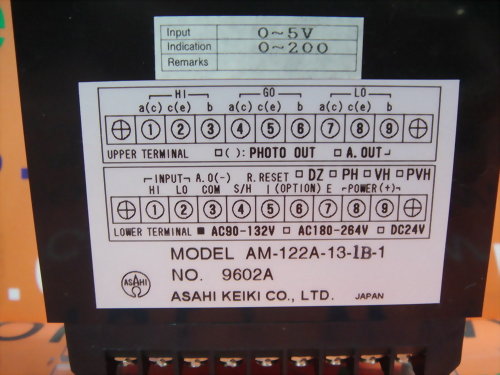 Input 0~5V
Indication 0~200
Remarks
HI GO LO
a(c) c(e) b a(c) c(e) b a(c) c(e) b
1 2 3 4 5 6 7 8 9
UPPER TERMINAL □( ): PHOTO OUT □ A.OUT
INPUT A.O(-) R.RESET □ DZ □ PH □ VH □ PVH
HI LO COM S/H I (OPTION) E POWER(+)
1 2 3 4 5 6 7 8 9
LOWER TERMINAL ■ AC90-132V □ AC180-264V □ DC24V
MODEL AM-122A-13-1B-1
NO. 9602A
ASAHI
ASAHI KEIKI CO., LTD. JAPAN